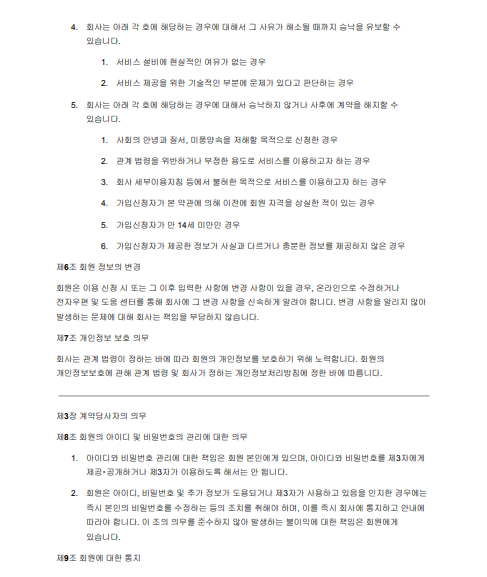 4. 회사는 아래 각 호에 해당하는 경우에 대해서 그 사유가 해소될 때까지 승낙을 유보할 수
있습니다.
1. 서비스 설비에 현실적인 여유가 없는 경우
2. 서비스 제공을 위한 기술적인 부분에 문제가 있다고 판단하는 경우
5. 회사는 아래 각 호에 해당하는 경우에 대해서 승낙하지 않거나 사후에 계약을 해지할 수
있습니다.
1. 사회의 안녕과 질서, 미풍양속을 저해할 목적으로 신청한 경우
2. 관계 법령을 위반하거나 부정한 용도로 서비스를 이용하고자 하는 경우
3. 회사 세부이용지침 등에서 불허한 목적으로 서비스를 이용하고자 하는 경우
4. 가입신청자가 본 약관에 의해 이전에 회원 자격을 상실한 적이 있는 경우
5. 가입신청자가 만 14세 미만인 경우
6. 가입신청자가 제공한 정보가 사실과 다르거나 충분한 정보를 제공하지 않은 경우
제6조 회원 정보의 변경
회원은 이용 신청 시 또는 그 이후 입력한 사항에 변경 사항이 있을 경우, 온라인으로 수정하거나
전자우편 및 도움 센터를 통해 회사에 그 변경 사항을 신속하게 알려야 합니다. 변경 사항을 알리지 않아
발생하는 문제에 대해 회사는 책임을 부담하지 않습니다.
제7조 개인정보 보호 의무
회사는 관계 법령이 정하는 바에 따라 회원의 개인정보를 보호하기 위해 노력합니다. 회원의
개인정보보호에 관해 관계 법령 및 회사가 정하는 개인정보처리방침에 정한 바에 따릅니다.
제3장 계약당사자의 의무
제8조 회원의 아이디 및 비밀번호의 관리에 대한 의무
1. 아이디와 비밀번호 관리에 대한 책임은 회원 본인에게 있으며, 아이디와 비밀번호를 제3자에게
제공·공개하거나 제3자가 이용하도록 해서는 안 됩니다.
2. 회원은 아이디, 비밀번호 및 추가 정보가 도용되거나 제3자가 사용하고 있음을 인지한 경우에는
즉시 본인의 비밀번호를 수정하는 등의 조치를 취해야 하며, 이를 즉시 회사에 통지하고 안내에
따라야 합니다. 이 조의 의무를 준수하지 않아 발생하는 불이익에 대한 책임은 회원에게
있습니다.
제9조 회원에 대한 통지